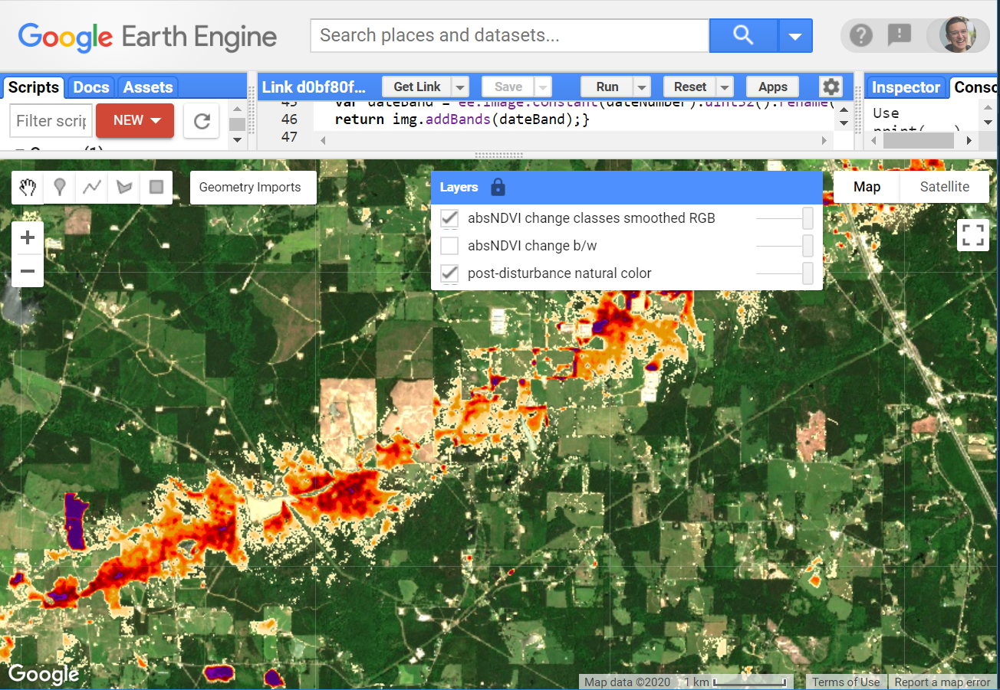 Google Earth Engine
Search places and datasets...
Scripts Docs Assets
Link d0bf80f... Get Link Save Run Reset Apps
Inspector Conso
Filter scrip NEW
45 var dateBand = ee.Image.constant(dateNumber).uint32().rename(
46 return img.addBands(dateBand);}
47
Use
print(...)
Geometry Imports
Layers
absNDVI change classes smoothed RGB
absNDVI change b/w
post-disturbance natural color
Map Satellite
Google
Map data ©2020 1 km Terms of Use Report a map error